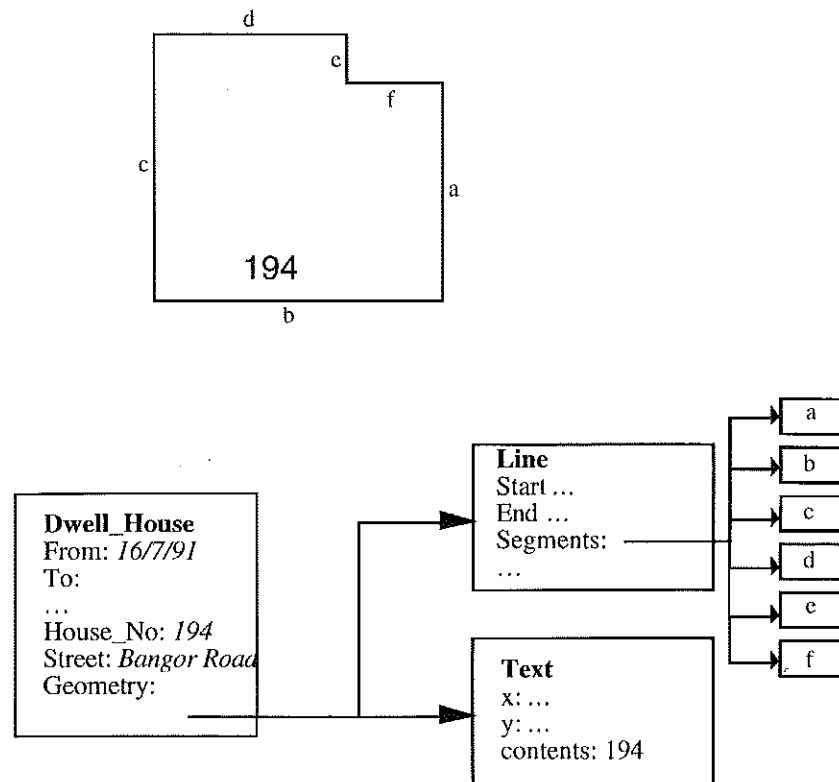 d
e
f
c
a
194
b
Dwell_House
From: 16/7/91
To:
...
House_No: 194
Street: Bangor Road
Geometry:
Line
Start ...
End ...
Segments:
...
Text
x: ...
y: ...
contents: 194
a
b
c
d
e
f